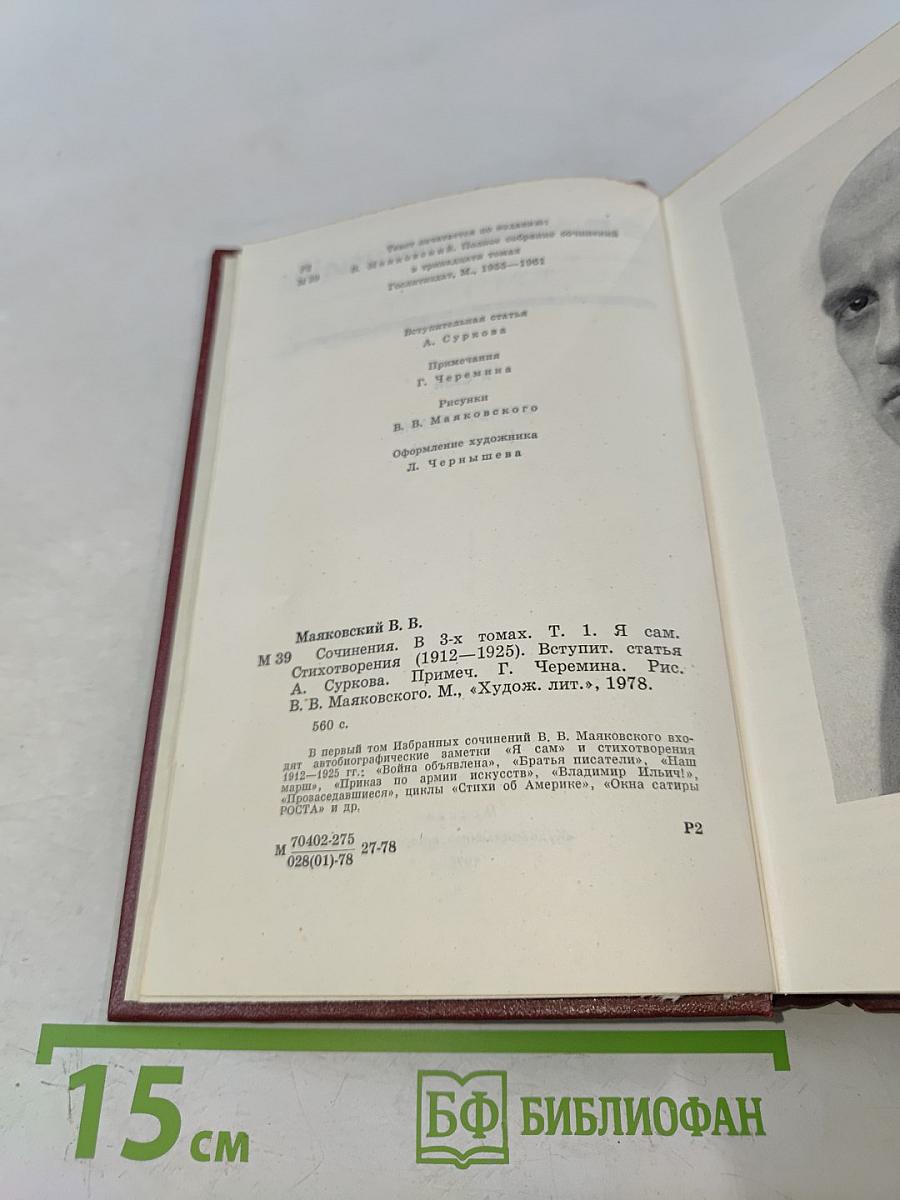 Текст печатается по изданию:
Р2
В. Маяковский. Полное собрание сочинений
М 39
в тринадцати томах
Гослитиздат, М., 1955—1961
Вступительная статья
А. Суркова
Примечания
Г. Черемина
Рисунки
В. В. Маяковского
Оформление художника
Л. Чернышева
Маяковский В. В.
М 39 Сочинения. В 3-х томах. Т. 1. Я сам.
Стихотворения (1912—1925). Вступит. статья
А. Суркова. Примеч. Г. Черемина. Рис.
В. В. Маяковского. М., «Худож. лит.», 1978.
560 с.
В первый том Избранных сочинений В. В. Маяковского вхо-
дят автобиографические заметки «Я сам» и стихотворения
1912—1925 гг.: «Война объявлена», «Братья писатели», «Наш
марш», «Приказ по армии искусств», «Владимир Ильич!»,
«Прозаседавшиеся», циклы «Стихи об Америке», «Окна сатиры
РОСТА» и др.
М 70402-275
028(01)-78 27-78
Р2
15 см
БФ БИБЛИОФАН